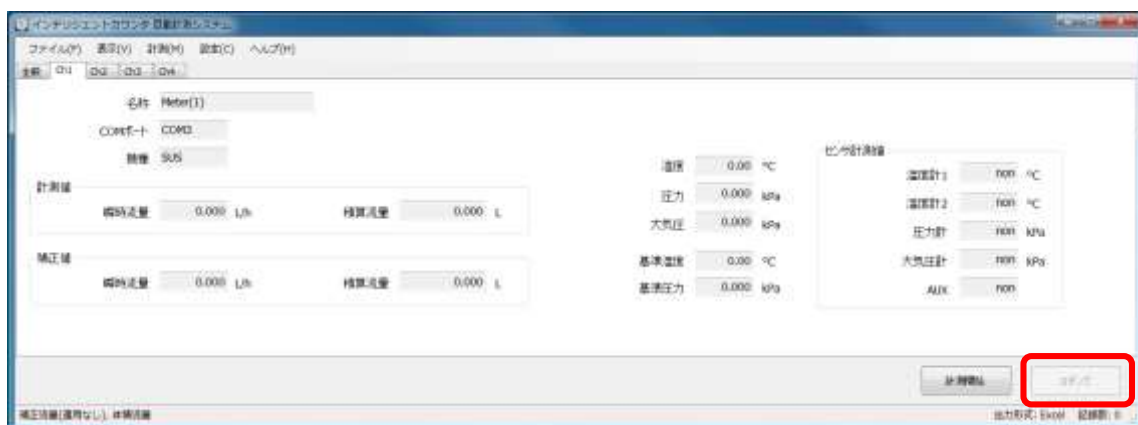 インテリジェントカウンタ 自動計測システム
ファイル(F) 表示(V) 計測(M) 設定(C) ヘルプ(H)
全般 Ch1 Ch2 Ch3 Ch4
名称 Meter(1)
COMポート COM3
機種 SUS
計測値
瞬時流量 0.000 L/h 積算流量 0.000 L
補正値
瞬時流量 0.000 L/h 積算流量 0.000 L
温度 0.00 ℃
圧力 0.000 kPa
大気圧 0.000 kPa
基準温度 0.00 ℃
基準圧力 0.000 kPa
センサ計測値
温度計1 non ℃
温度計2 non ℃
圧力計 non kPa
大気圧計 non kPa
AUX non
計測開始
補正流量(適用なし), 体積流量
出力形式: Excel 記録数: 0